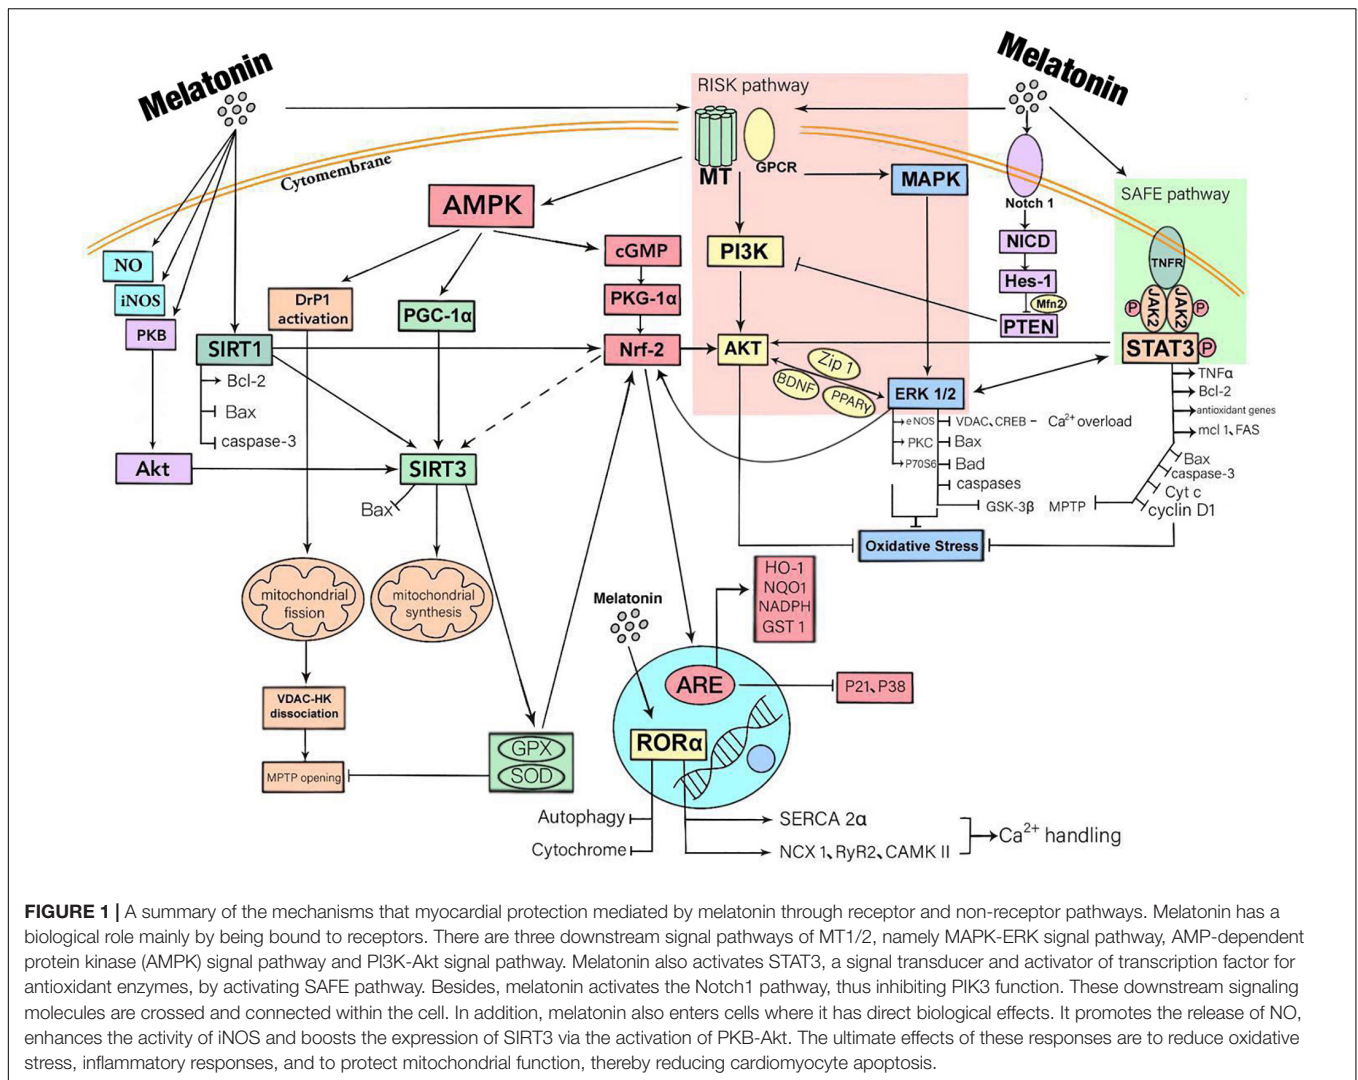 Melatonin
Melatonin
RISK pathway
MT
GPCR
Cytomembrane
MAPK
Notch 1
SAFE pathway
AMPK
NO
iNOS
PKB
DrP1
activation
PGC-1α
cGMP
PKG-1α
PI3K
NICD
Hes-1
Mfn2
PTEN
TNFR
P
JAK2
JAK2
P
STAT3
P
SIRT1
Nrf-2
AKT
Zip 1
BDNF
PPARγ
ERK 1/2
Bcl-2
Bax
caspase-3
TNFα
Bcl-2
antioxidant genes
mcl 1、FAS
Bax
caspase-3
Cyt c
cyclin D1
eNOS
PKC
P70S6
VDAC、CREB – Ca²⁺ overload
Bax
Bad
caspases
GSK-3β
MPTP
Akt
SIRT3
Bax
Oxidative Stress
mitochondrial
fission
mitochondrial
synthesis
Melatonin
HO-1
NQO1
NADPH
GST 1
ARE
P21、P38
VDAC-HK
dissociation
MPTP opening
GPX
SOD
RORα
Autophagy
Cytochrome
SERCA 2α
NCX 1、RyR2、CAMK II
Ca²⁺ handling
FIGURE 1 | A summary of the mechanisms that myocardial protection mediated by melatonin through receptor and non-receptor pathways. Melatonin has a
biological role mainly by being bound to receptors. There are three downstream signal pathways of MT1/2, namely MAPK-ERK signal pathway, AMP-dependent
protein kinase (AMPK) signal pathway and PI3K-Akt signal pathway. Melatonin also activates STAT3, a signal transducer and activator of transcription factor for
antioxidant enzymes, by activating SAFE pathway. Besides, melatonin activates the Notch1 pathway, thus inhibiting PIK3 function. These downstream signaling
molecules are crossed and connected within the cell. In addition, melatonin also enters cells where it has direct biological effects. It promotes the release of NO,
enhances the activity of iNOS and boosts the expression of SIRT3 via the activation of PKB-Akt. The ultimate effects of these responses are to reduce oxidative
stress, inflammatory responses, and to protect mitochondrial function, thereby reducing cardiomyocyte apoptosis.